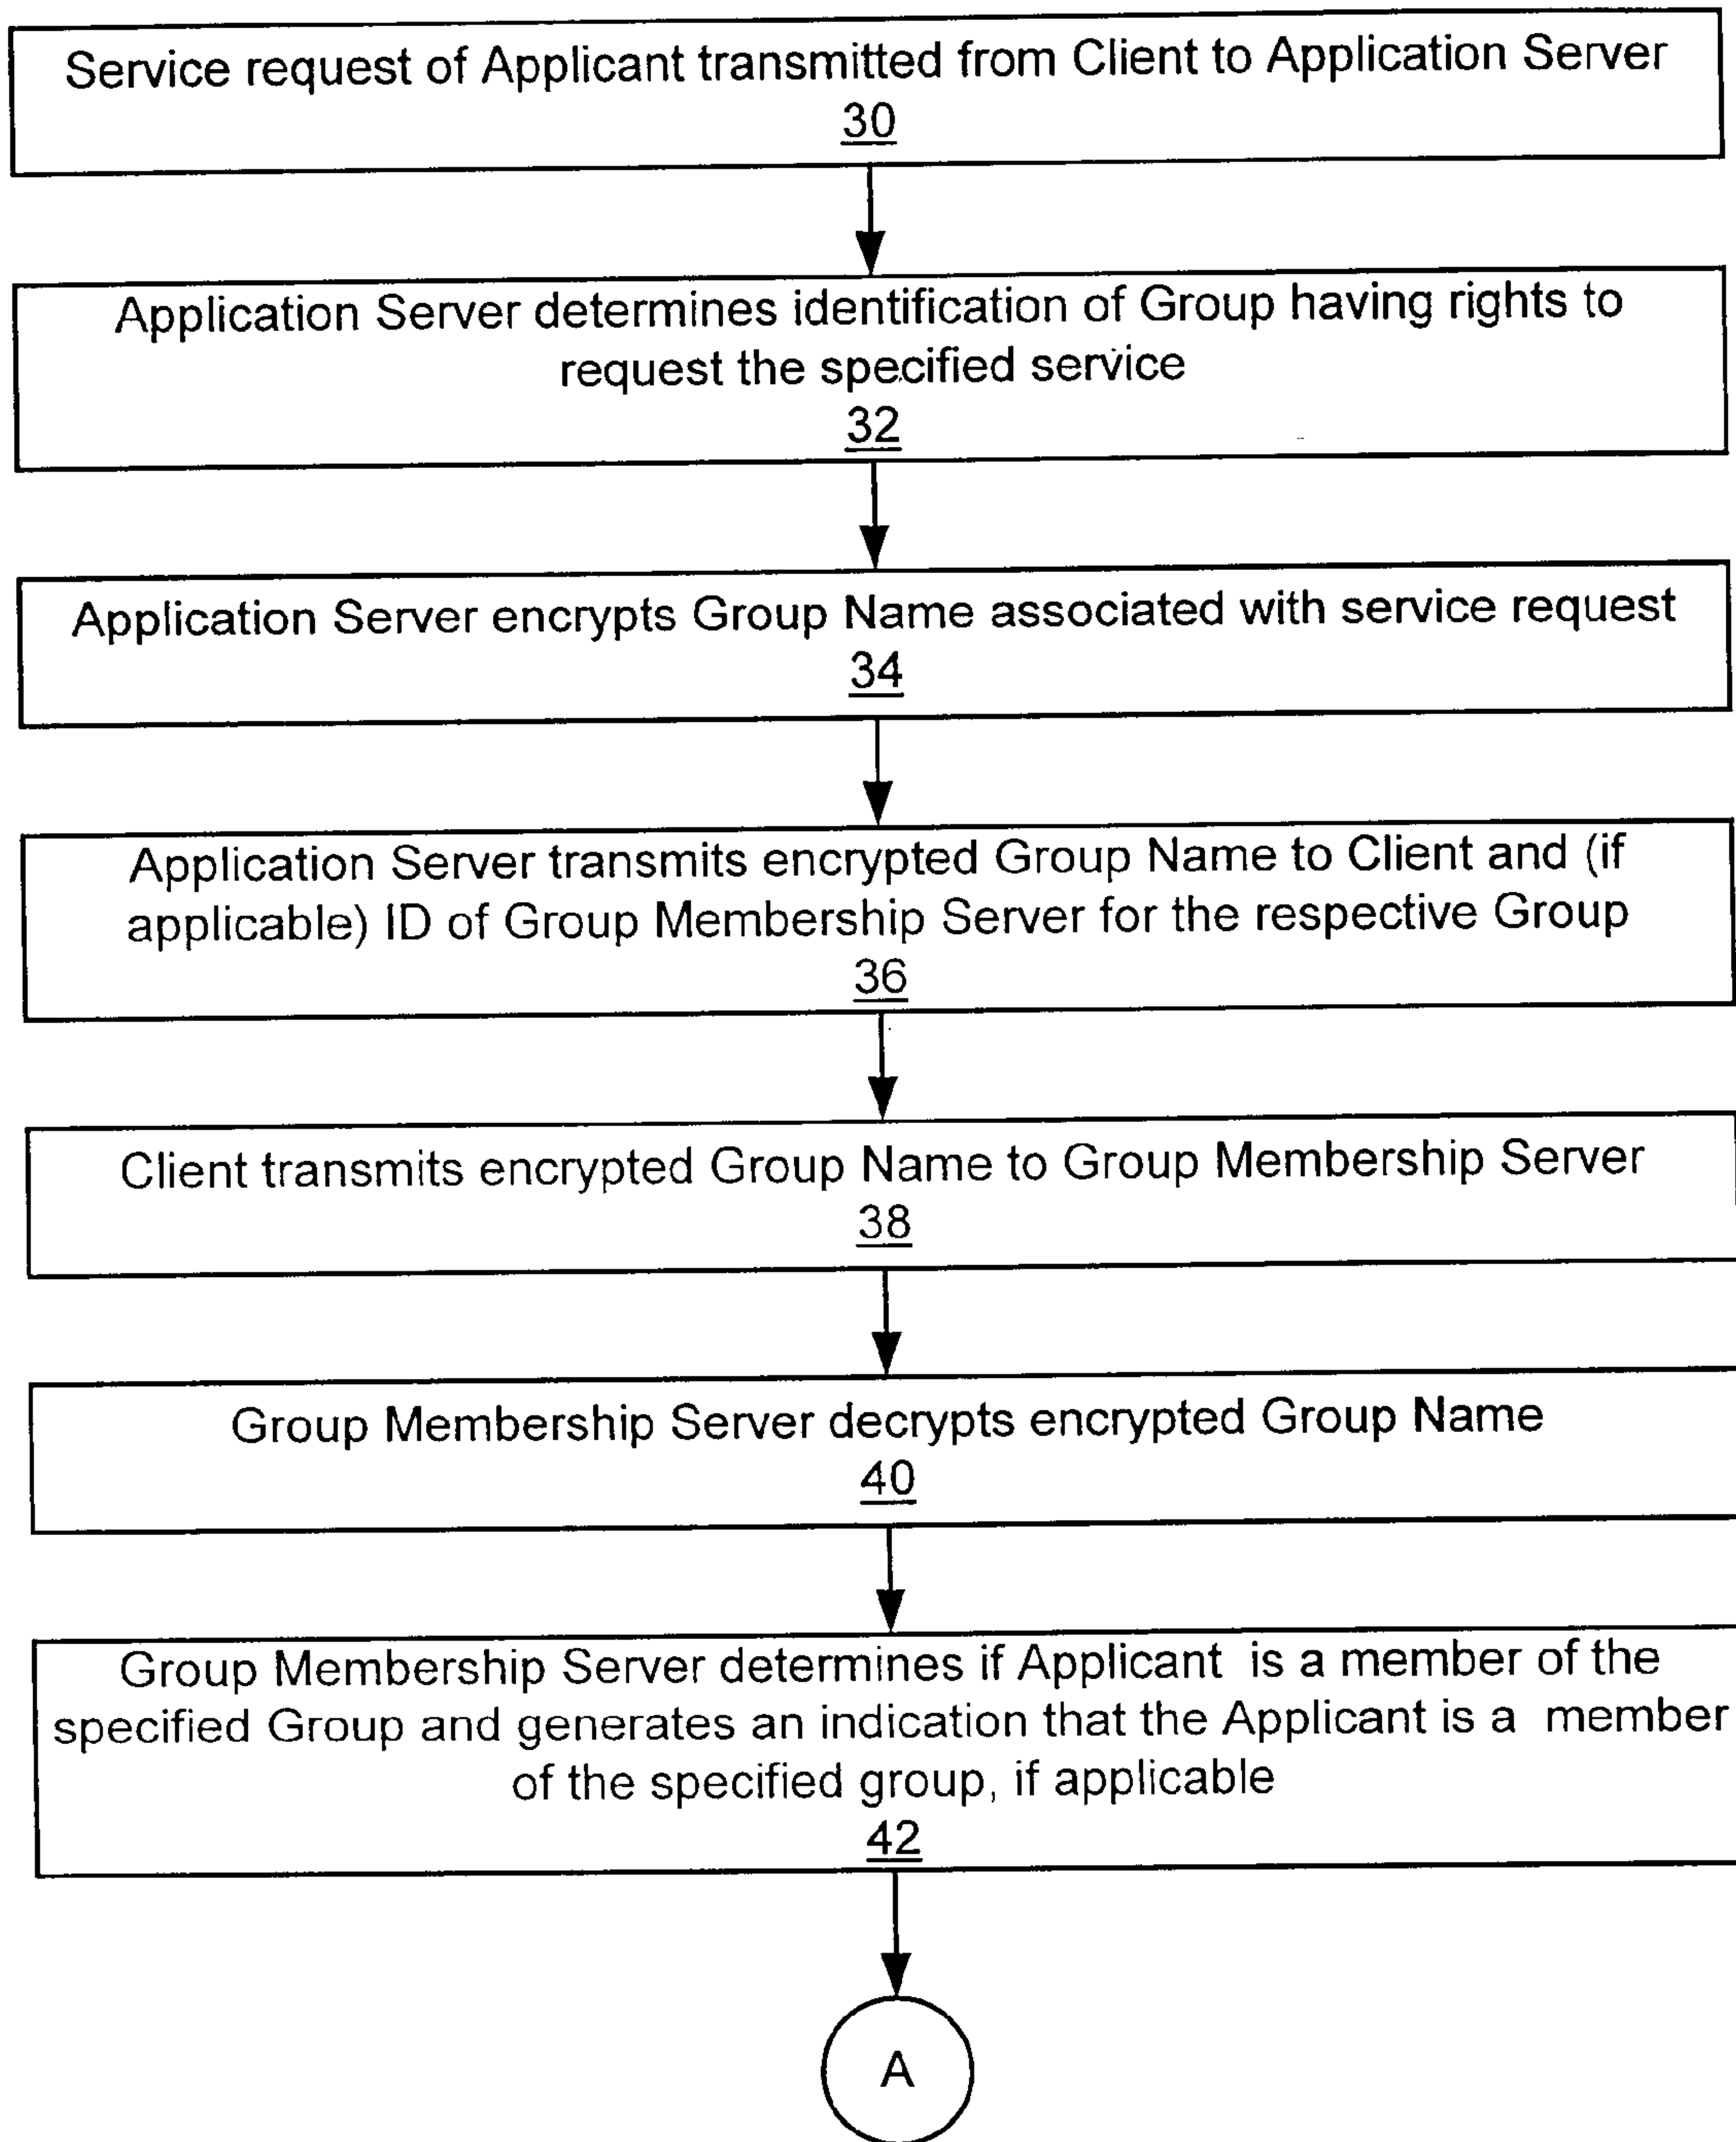 Service request of Applicant transmitted from Client to Application Server
30
Application Server determines identification of Group having rights to
request the specified service
32
Application Server encrypts Group Name associated with service request
34
Application Server transmits encrypted Group Name to Client and (if
applicable) ID of Group Membership Server for the respective Group
36
Client transmits encrypted Group Name to Group Membership Server
38
Group Membership Server decrypts encrypted Group Name
40
Group Membership Server determines if Applicant is a member of the
specified Group and generates an indication that the Applicant is a member
of the specified group, if applicable
42
A